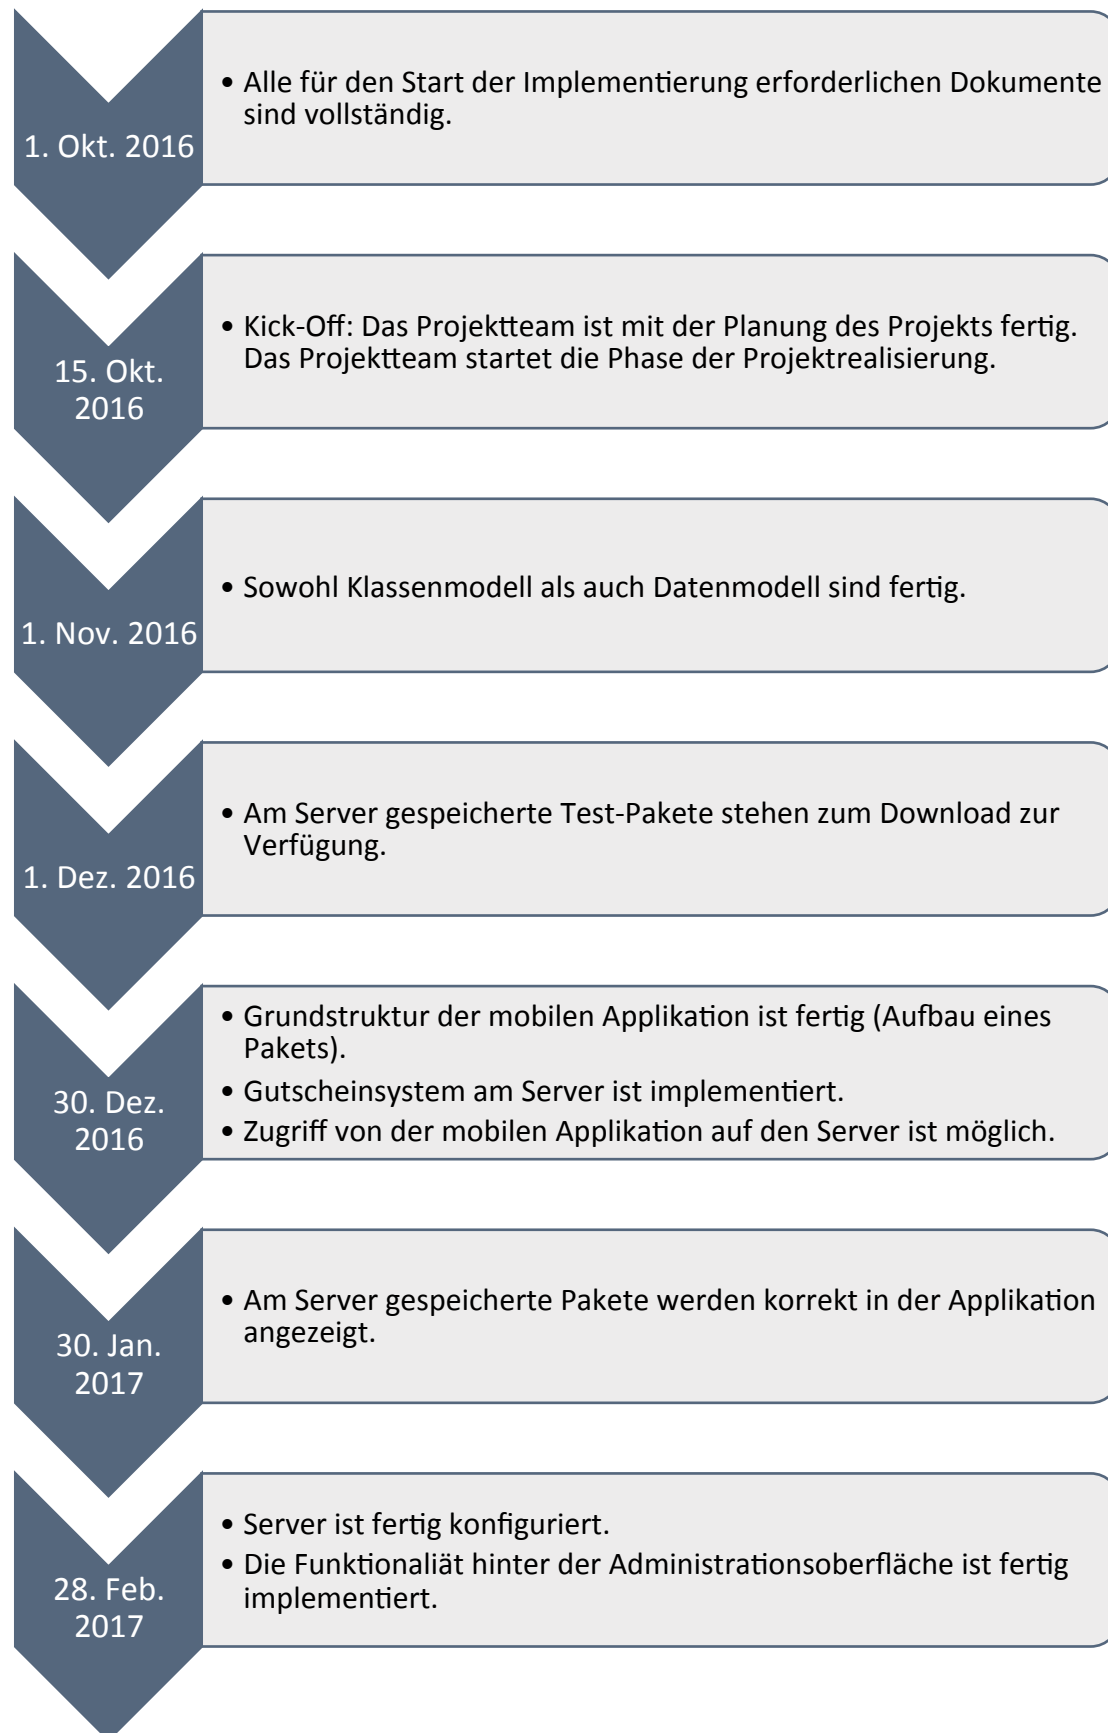 1. Okt. 2016
• Alle für den Start der Implementierung erforderlichen Dokumente
sind vollständig.
15. Okt.
2016
• Kick-Off: Das Projektteam ist mit der Planung des Projekts fertig.
Das Projektteam startet die Phase der Projektrealisierung.
1. Nov. 2016
• Sowohl Klassenmodell als auch Datenmodell sind fertig.
1. Dez. 2016
• Am Server gespeicherte Test-Pakete stehen zum Download zur
Verfügung.
30. Dez.
2016
• Grundstruktur der mobilen Applikation ist fertig (Aufbau eines
Pakets).
• Gutscheinsystem am Server ist implementiert.
• Zugriff von der mobilen Applikation auf den Server ist möglich.
30. Jan.
2017
• Am Server gespeicherte Pakete werden korrekt in der Applikation
angezeigt.
28. Feb.
2017
• Server ist fertig konfiguriert.
• Die Funktionaliät hinter der Administrationsoberfläche ist fertig
implementiert.